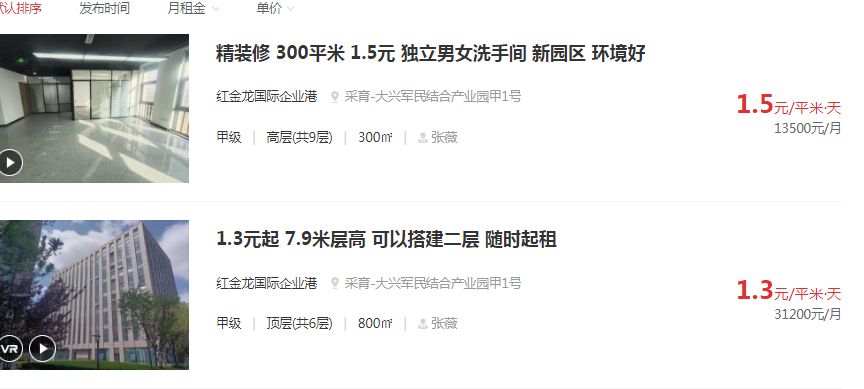 默认排序 发布时间 月租金 单价
精装修 300平米 1.5元 独立男女洗手间 新园区 环境好
红金龙国际企业港 采育-大兴军民结合产业园甲1号
1.5元/平米·天
甲级 | 高层(共9层) | 300㎡ | 张薇
13500元/月
1.3元起 7.9米层高 可以搭建二层 随时起租
红金龙国际企业港 采育-大兴军民结合产业园甲1号
1.3元/平米·天
甲级 | 顶层(共6层) | 800㎡ | 张薇
31200元/月
VR